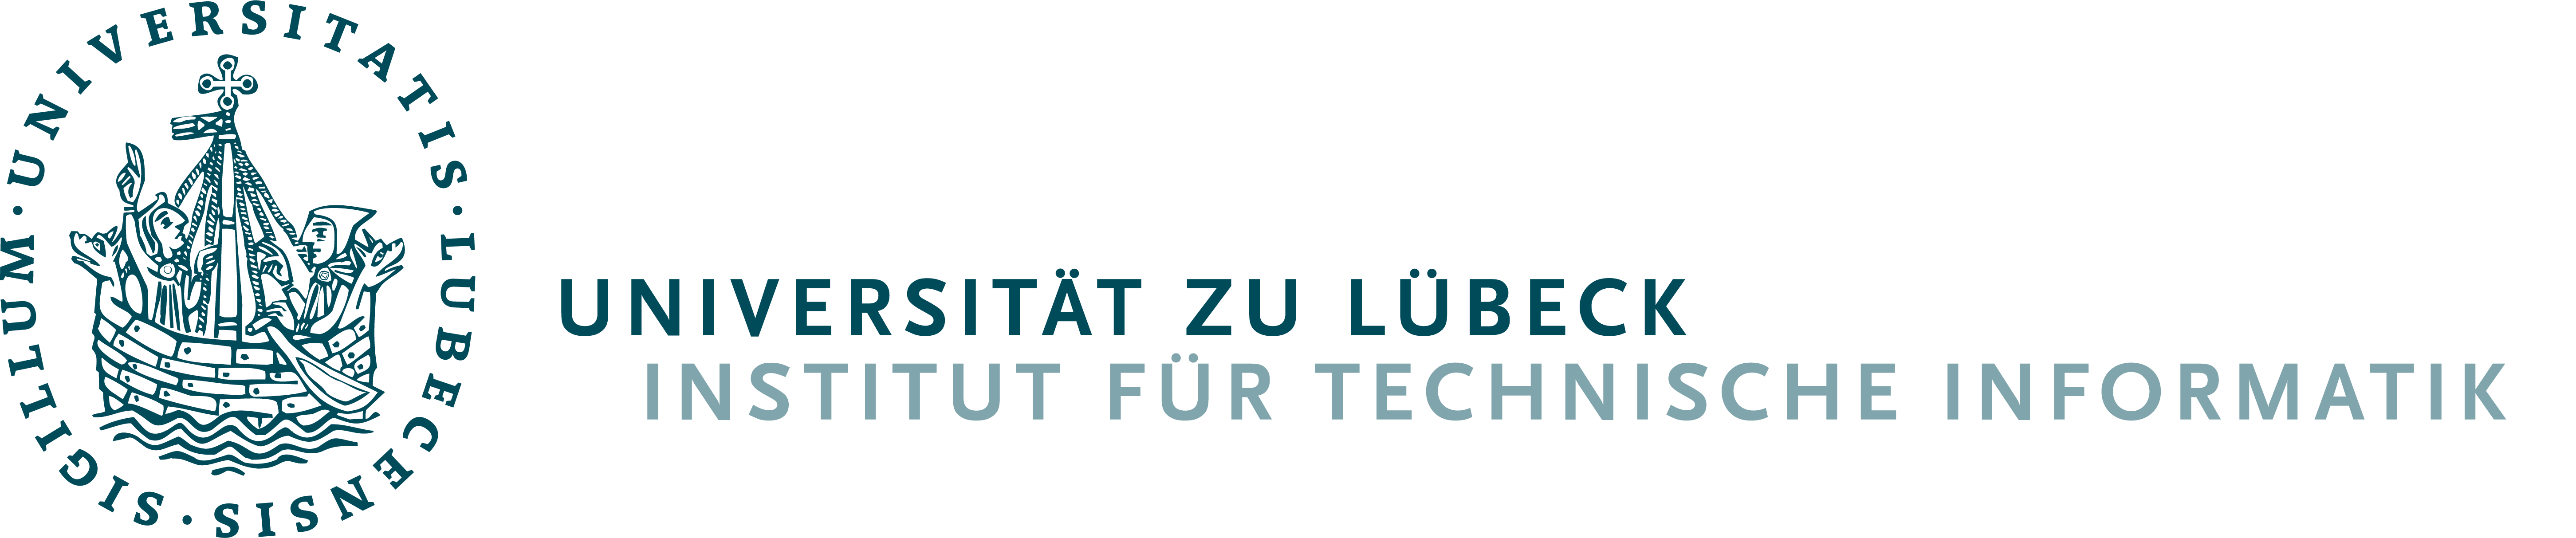 SIGILLUM · UNIVERSITATIS · LUBECENSIS ·
UNIVERSITÄT ZU LÜBECK
INSTITUT FÜR TECHNISCHE INFORMATIK